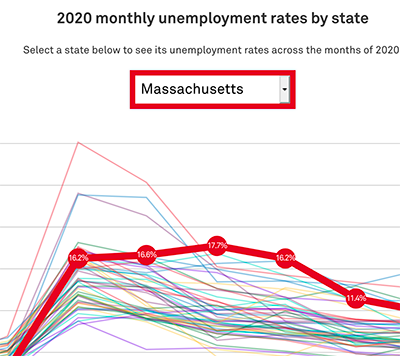 2020 monthly unemployment rates by state
Select a state below to see its unemployment rates across the months of 2020
Massachusetts
16.2% 16.6% 17.7% 16.2% 11.4%